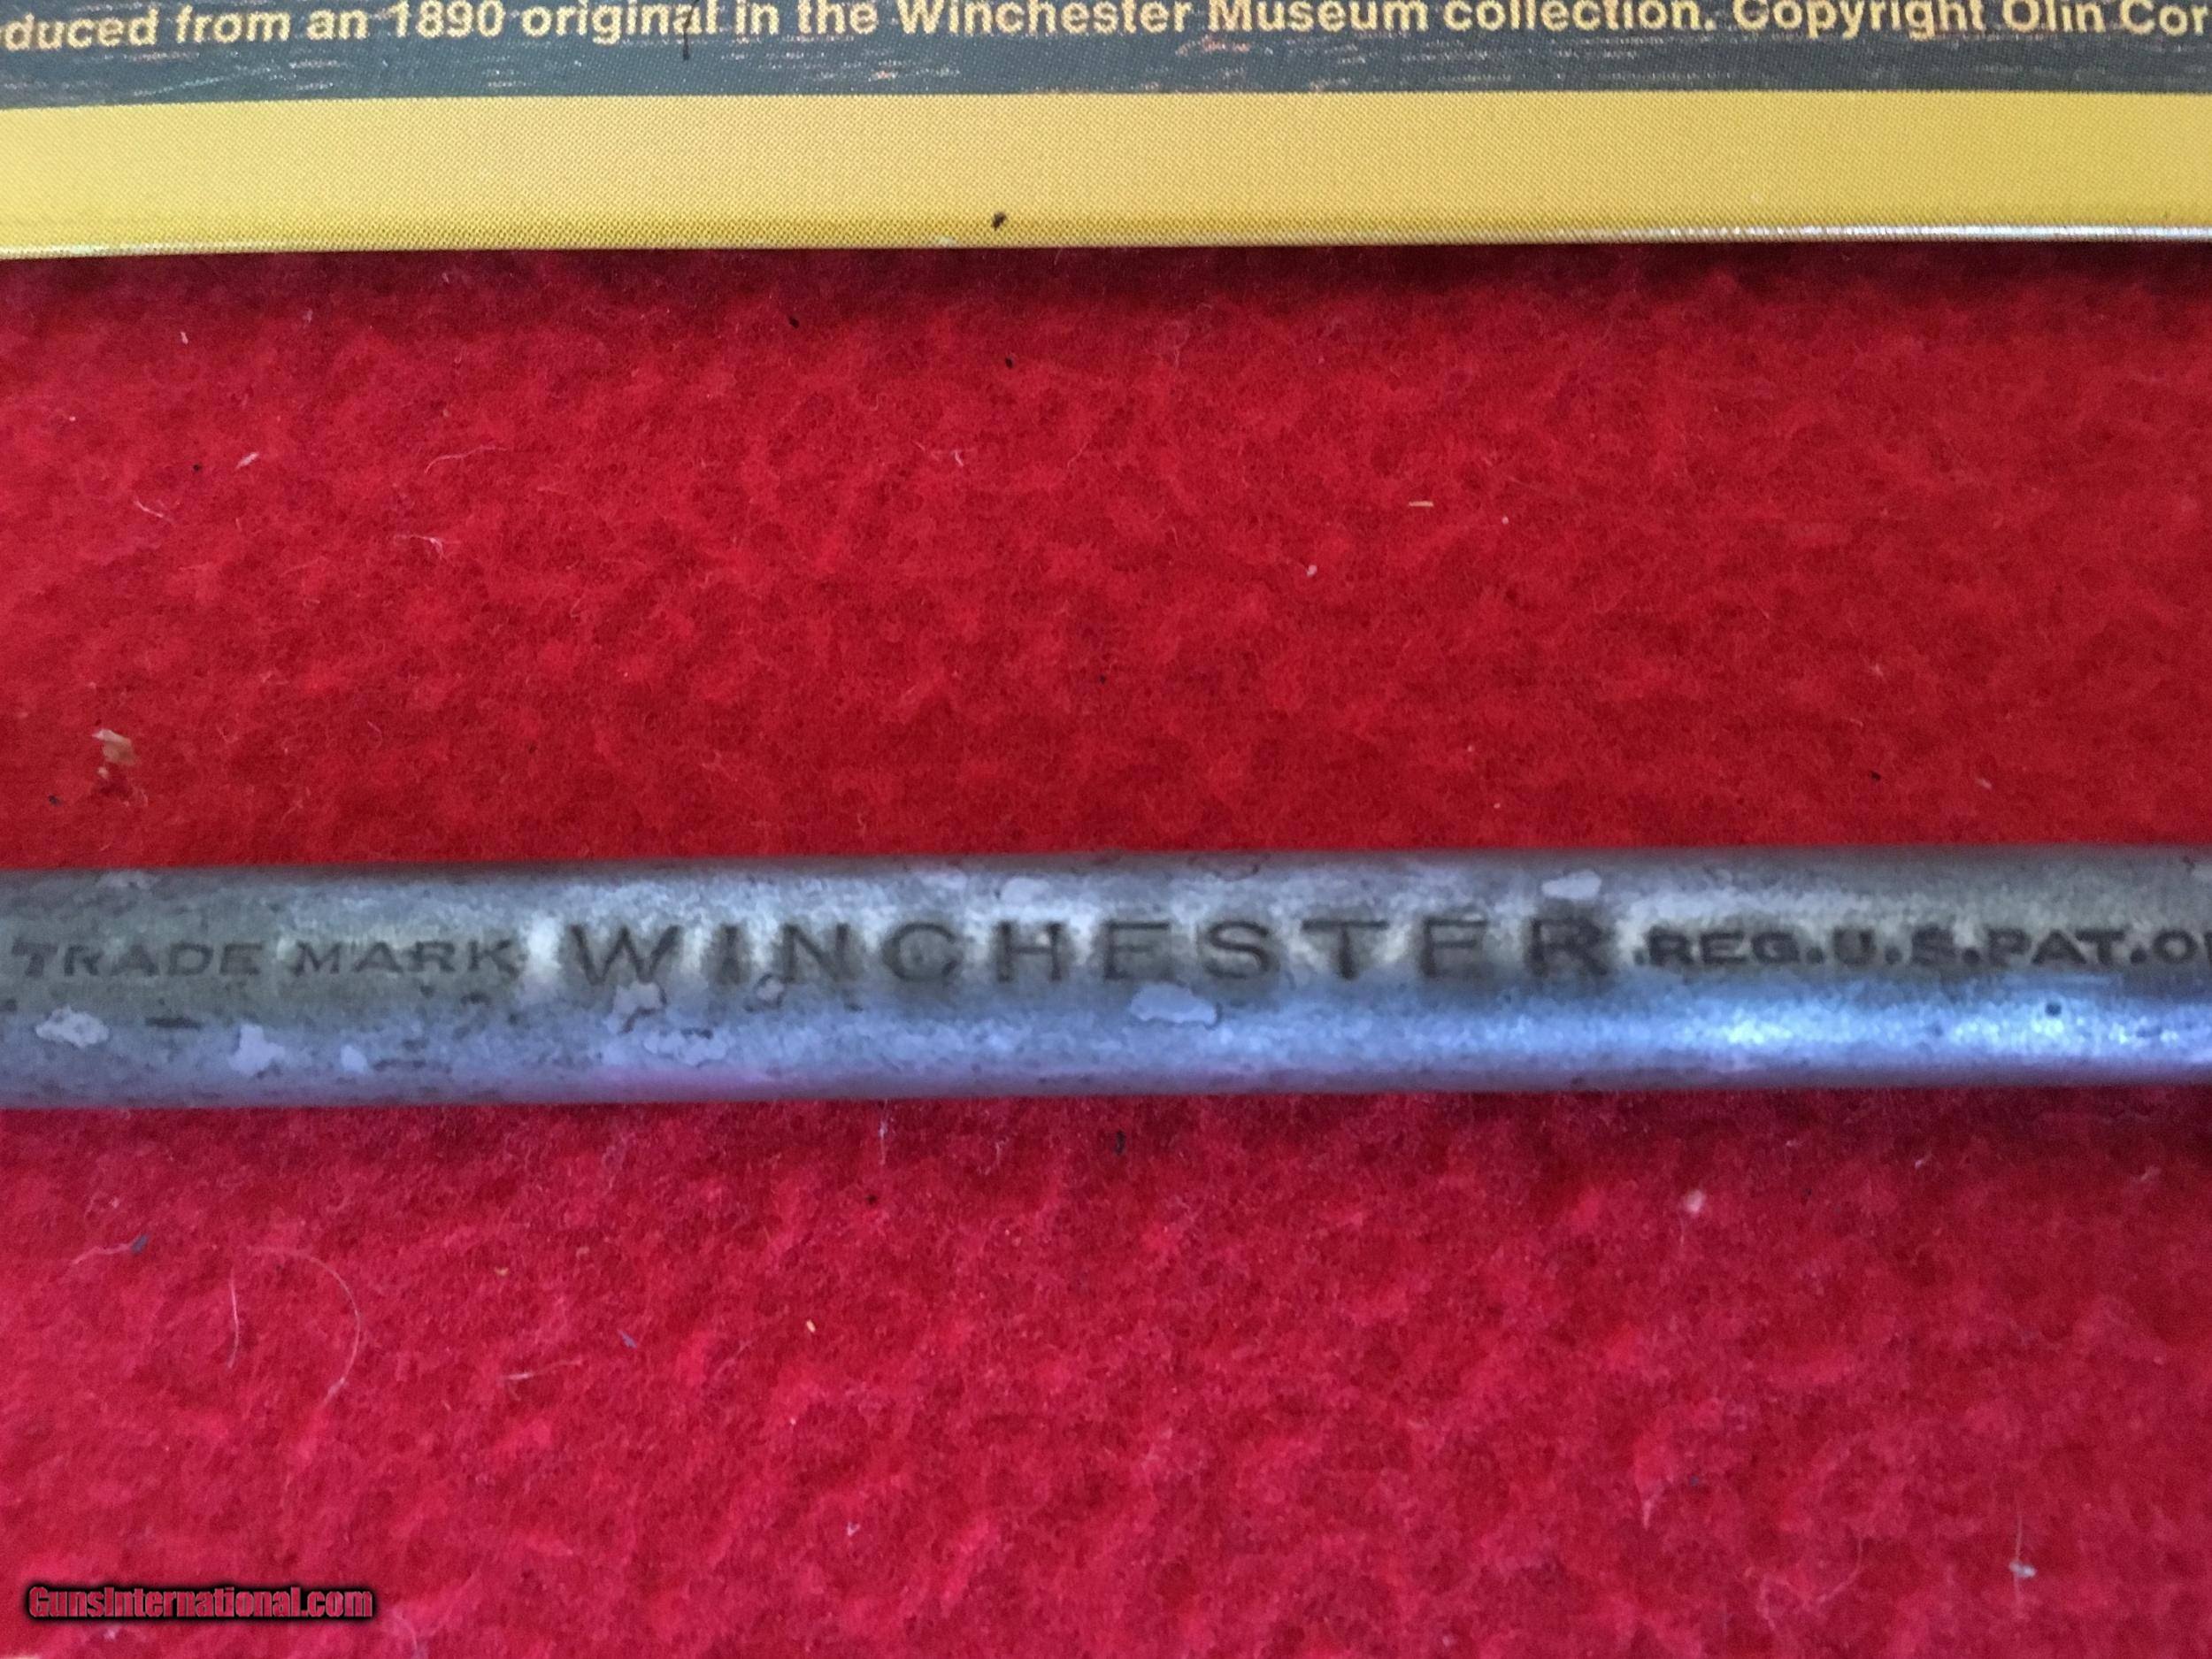 duced from an 1890 original in the Winchester Museum collection. Copyright Olin Cor
TRADE MARK WINCHESTER .REG.U.S.PAT.O
GunsInternational.com